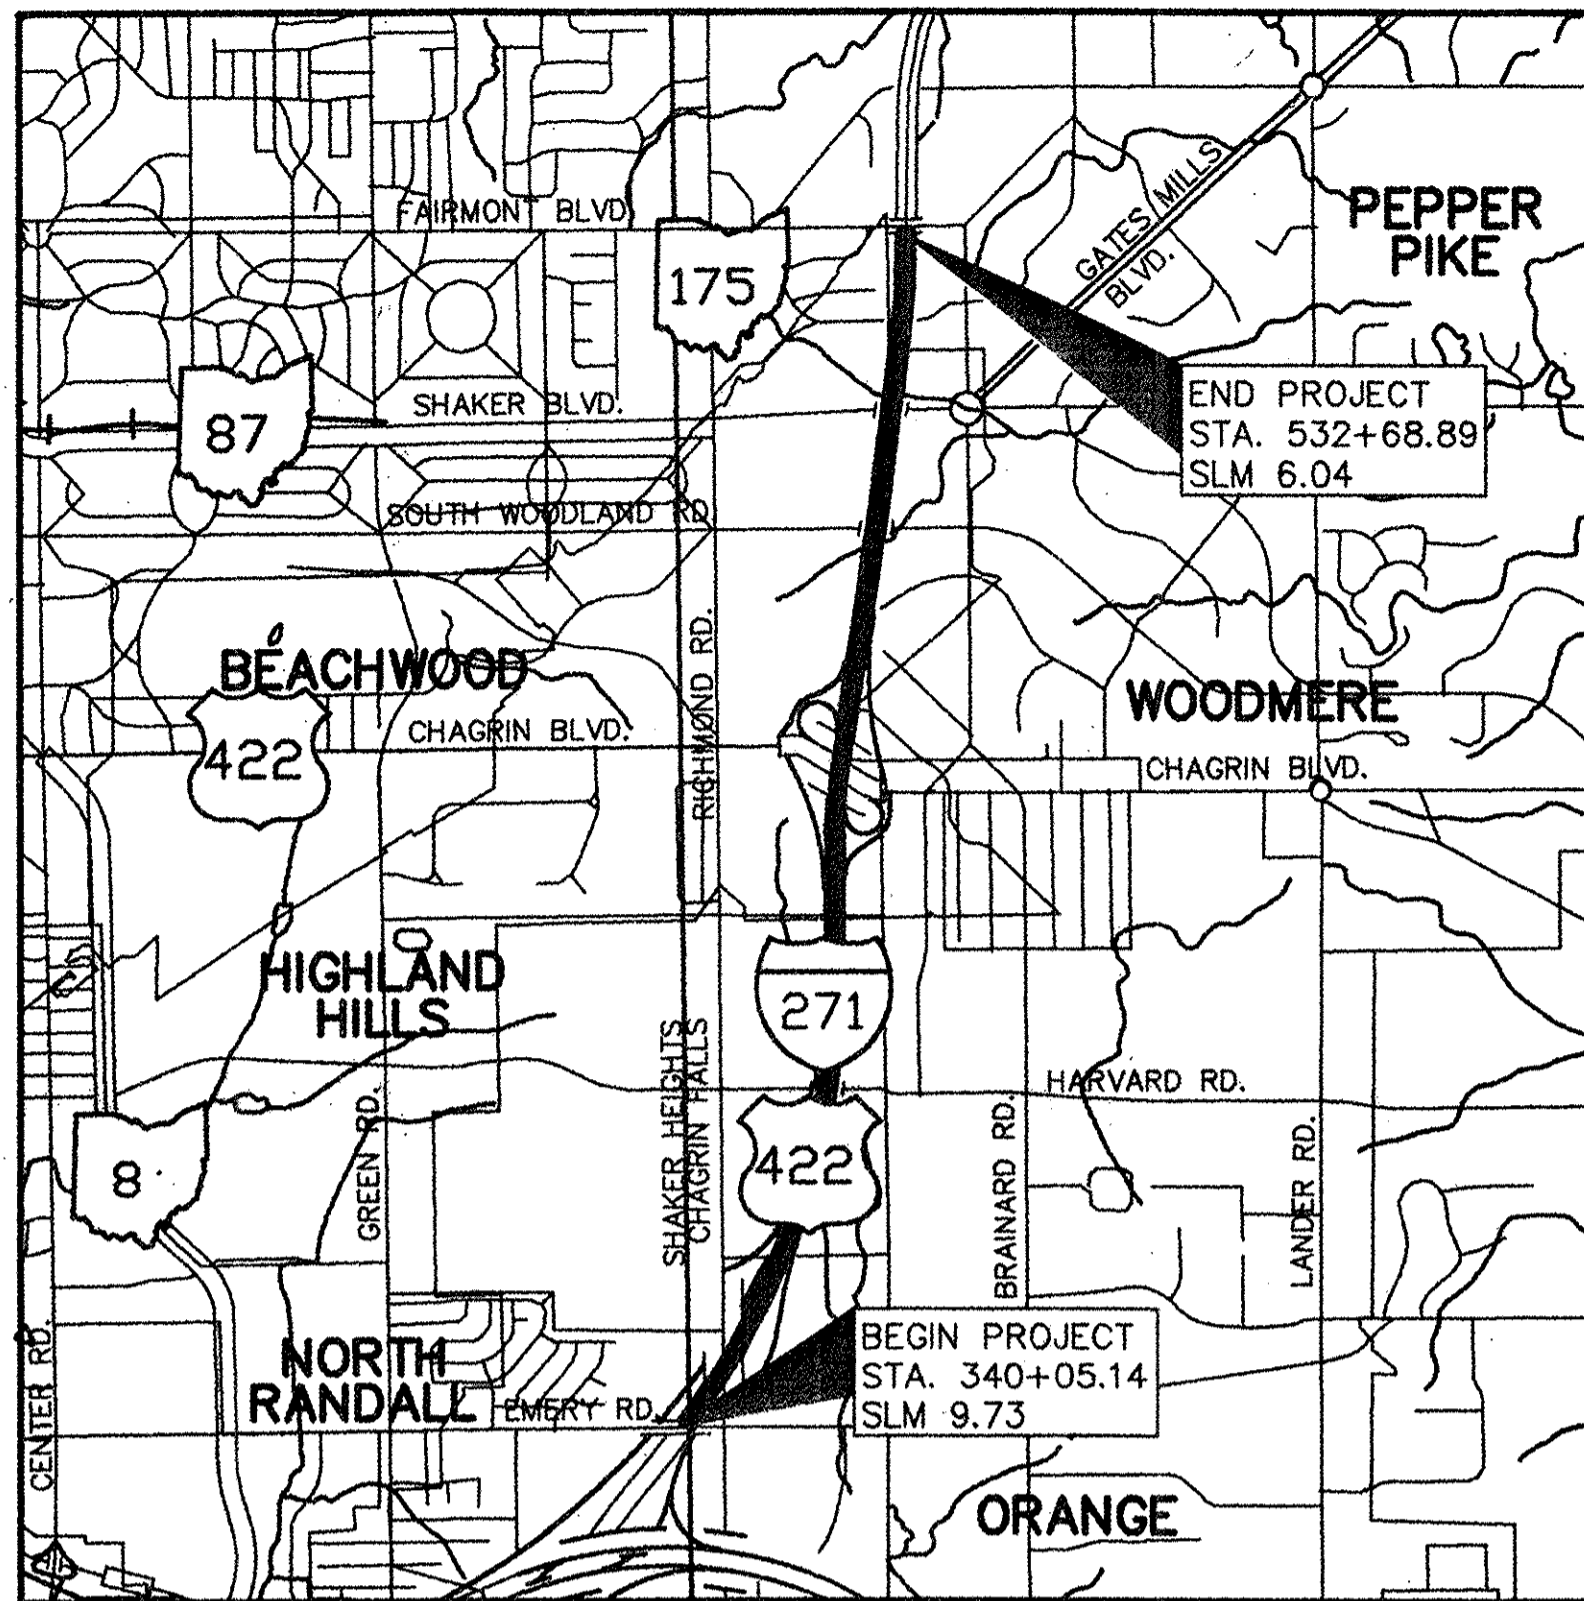 FAIRMONT BLVD
175
GATES MILLS
BLVD.
PEPPER
PIKE
87
SHAKER BLVD.
END PROJECT
STA. 532+68.89
SLM 6.04
SOUTH WOODLAND RD
BEACHWOOD
RICHMOND RD.
WOODMERE
422
CHAGRIN BLVD.
CHAGRIN BLVD.
HIGHLAND
HILLS
271
SHAKER HEIGHTS
CHAGRIN HALLS
HARVARD RD.
8
GREEN RD.
422
BRAINARD RD.
LANDER RD.
CENTER RD.
NORTH
RANDALL
EMERY RD.
BEGIN PROJECT
STA. 340+05.14
SLM 9.73
ORANGE